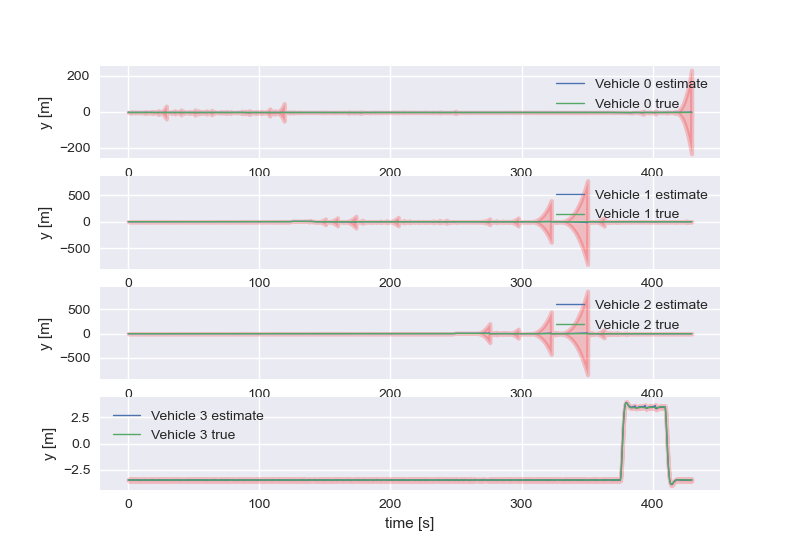 200
0
−200
y [m]
Vehicle 0 estimate
Vehicle 0 true
0 100 200 300 400
500
0
−500
y [m]
Vehicle 1 estimate
Vehicle 1 true
0 100 200 300 400
500
0
−500
y [m]
Vehicle 2 estimate
Vehicle 2 true
0 100 200 300 400
2.5
0.0
−2.5
y [m]
Vehicle 3 estimate
Vehicle 3 true
0 100 200 300 400
time [s]